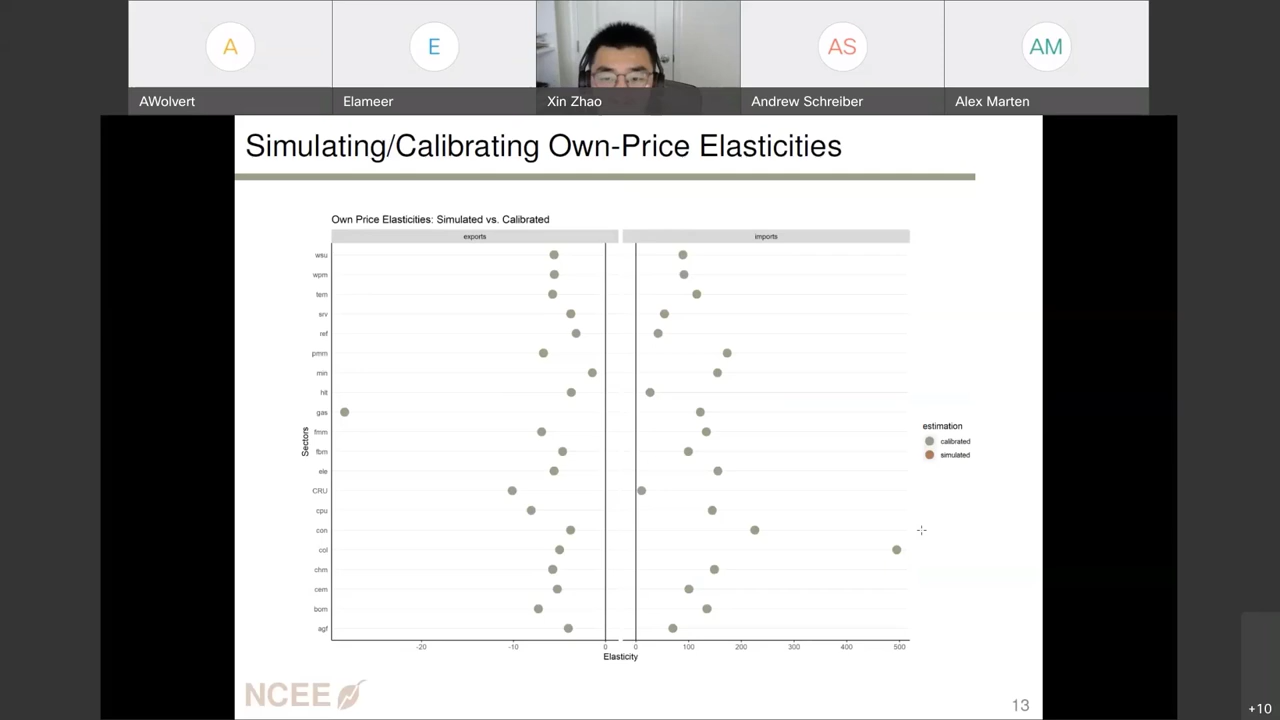 A
E
AS
AM
AWolvert
Elameer
Xin Zhao
Andrew Schreiber
Alex Marten
Simulating/Calibrating Own-Price Elasticities
Own Price Elasticities: Simulated vs. Calibrated
exports
imports
wsu
wpm
tem
srv
ref
pmm
min
hlt
gas
fmm
fbm
ele
CRU
cpu
con
col
chm
cem
bom
agf
Sectors
-20
-10
0
0
100
200
300
400
500
Elasticity
estimation
calibrated
simulated
NCEE
13
+10